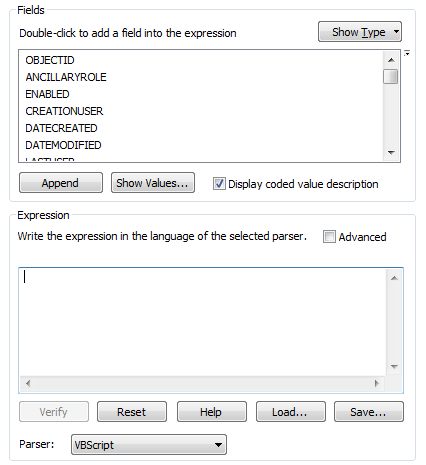 Fields
Double-click to add a field into the expression
Show Type
OBJECTID
ANCILLARYROLE
ENABLED
CREATIONUSER
DATECREATED
DATEMODIFIED
LASTUSER
Append
Show Values...
Display coded value description
Expression
Write the expression in the language of the selected parser.
Advanced
Verify
Reset
Help
Load...
Save...
Parser:
VBScript